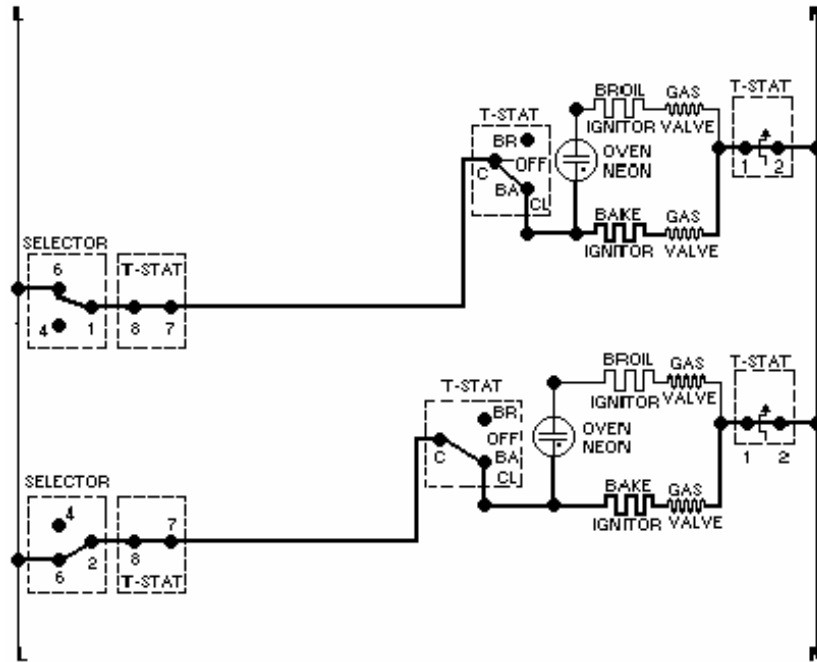 L
N
BROIL GAS
IGNITOR VALVE
T-STAT
1 2
T-STAT
BR
OFF
C
BA
CL
OVEN
NEON
BAKE GAS
IGNITOR VALVE
SELECTOR
6
4
1
T-STAT
8 7
BROIL GAS
IGNITOR VALVE
T-STAT
1 2
T-STAT
BR
OFF
C
BA
CL
OVEN
NEON
BAKE GAS
IGNITOR VALVE
SELECTOR
4
6
2
7
8
T-STAT
L
N